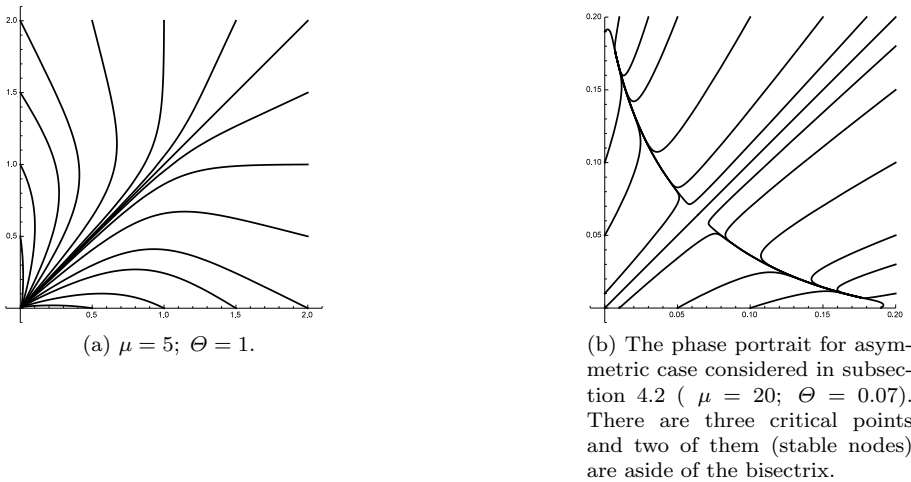 2.0
1.5
1.0
0.5
0.5
1.0
1.5
2.0
(a) μ = 5; Θ = 1.
0.20
0.15
0.10
0.05
0.05
0.10
0.15
0.20
(b) The phase portrait for asym-
metric case considered in subsec-
tion 4.2 ( μ = 20; Θ = 0.07).
There are three critical points
and two of them (stable nodes)
are aside of the bisectrix.